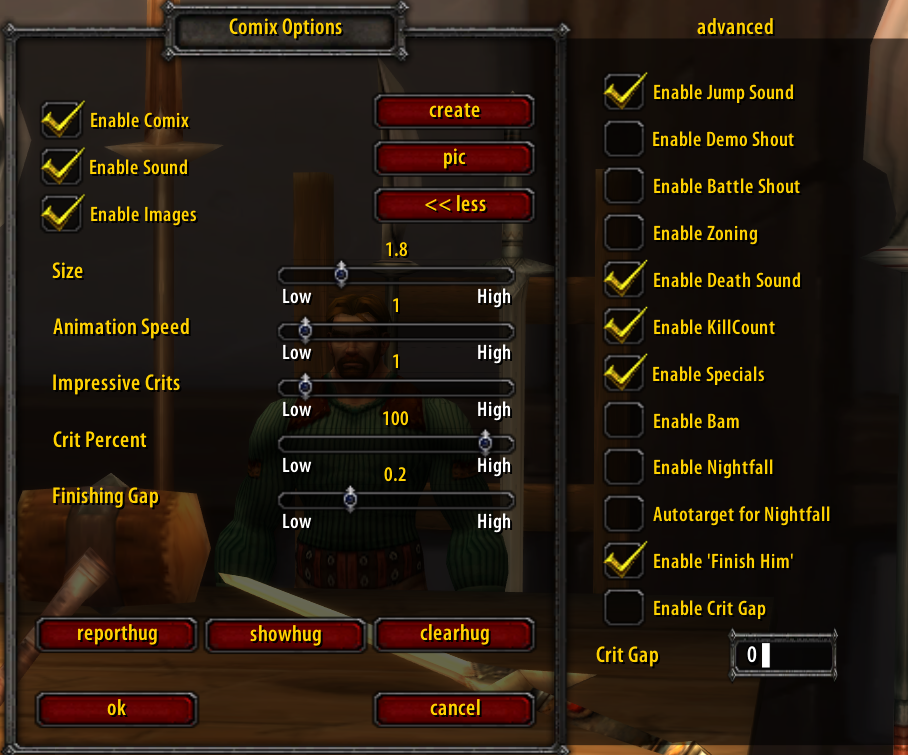 Comix Options
Enable Comix
Enable Sound
Enable Images
create
pic
<< less
Size
1.8
Low High
Animation Speed
1
Low High
Impressive Crits
1
Low High
Crit Percent
100
Low High
Finishing Gap
0.2
Low High
reporthug showhug clearhug
ok cancel
advanced
Enable Jump Sound
Enable Demo Shout
Enable Battle Shout
Enable Zoning
Enable Death Sound
Enable KillCount
Enable Specials
Enable Bam
Enable Nightfall
Autotarget for Nightfall
Enable 'Finish Him'
Enable Crit Gap
Crit Gap 0